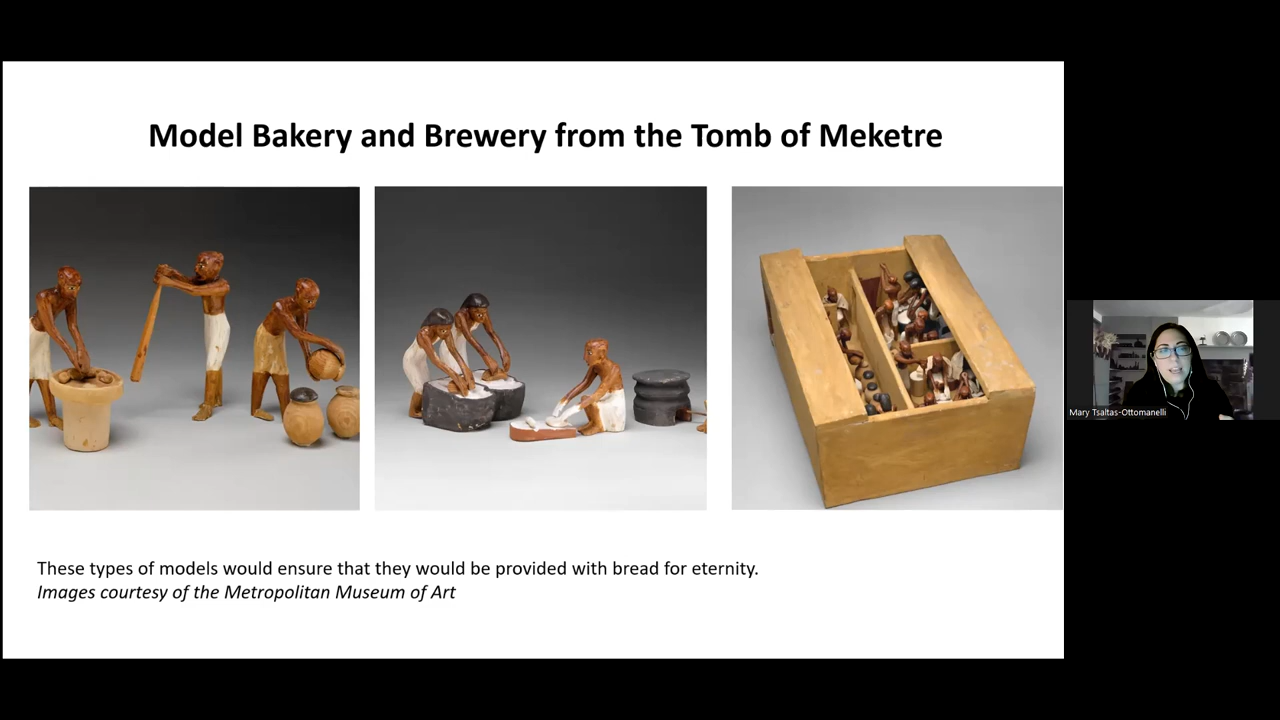 Model Bakery and Brewery from the Tomb of Meketre
These types of models would ensure that they would be provided with bread for eternity.
Images courtesy of the Metropolitan Museum of Art
Mary Tsaltas-Ottomanelli